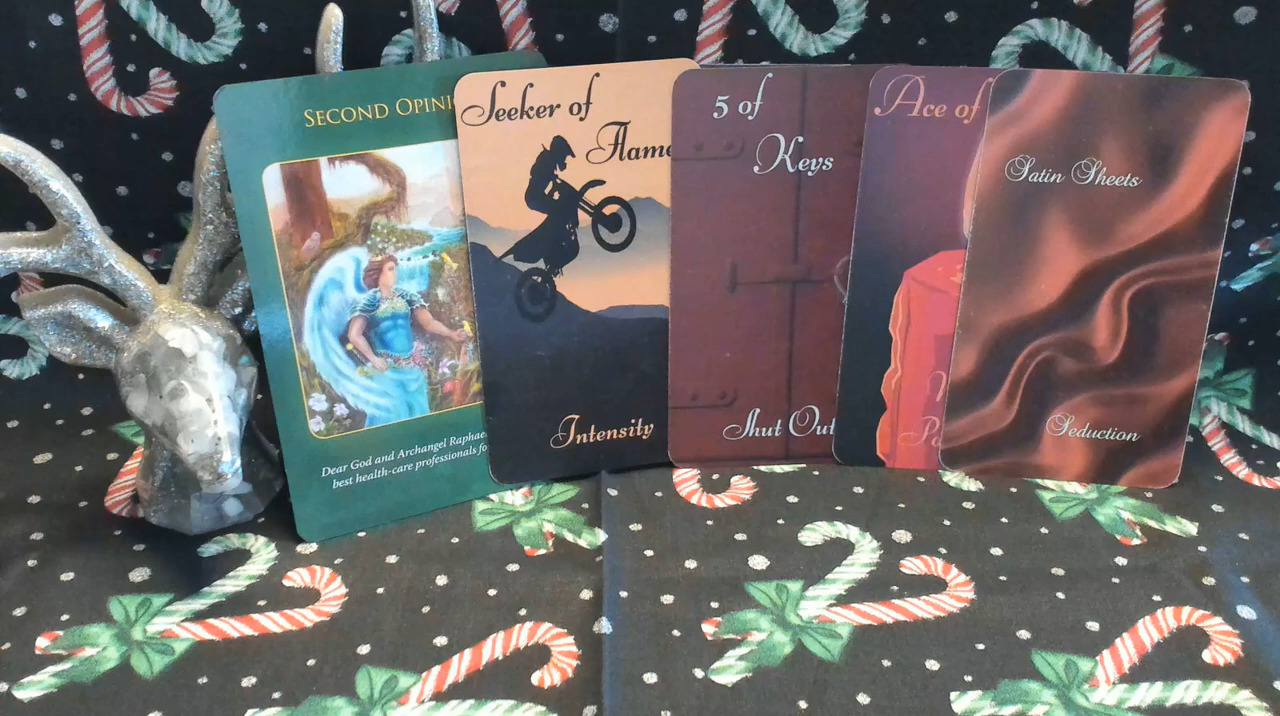 SECOND OPINI
Dear God and Archangel Raphae
best health-care professionals fo
Seeker of
Flame
Intensity
5 of
Keys
Shut Out
Ace of
Satin Sheets
Seduction